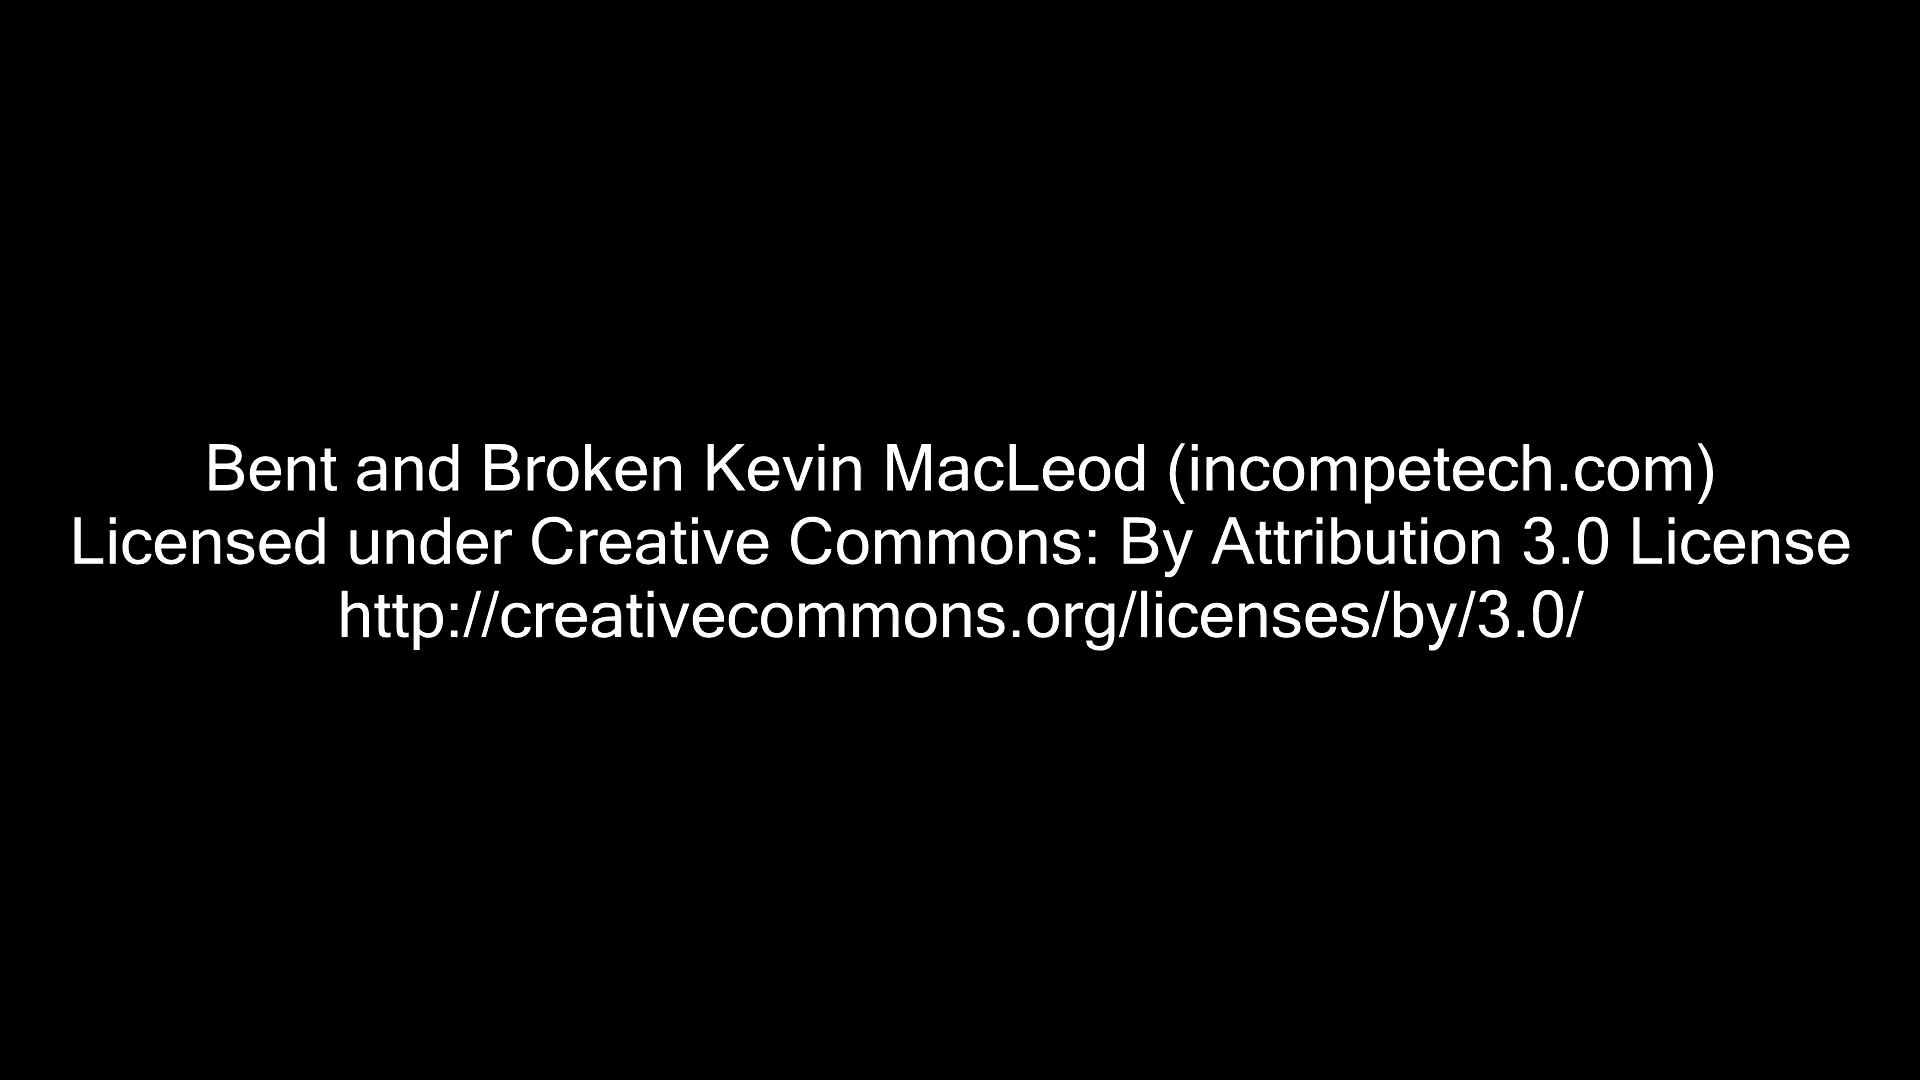 Bent and Broken Kevin MacLeod (incompetech.com)
Licensed under Creative Commons: By Attribution 3.0 License
http://creativecommons.org/licenses/by/3.0/